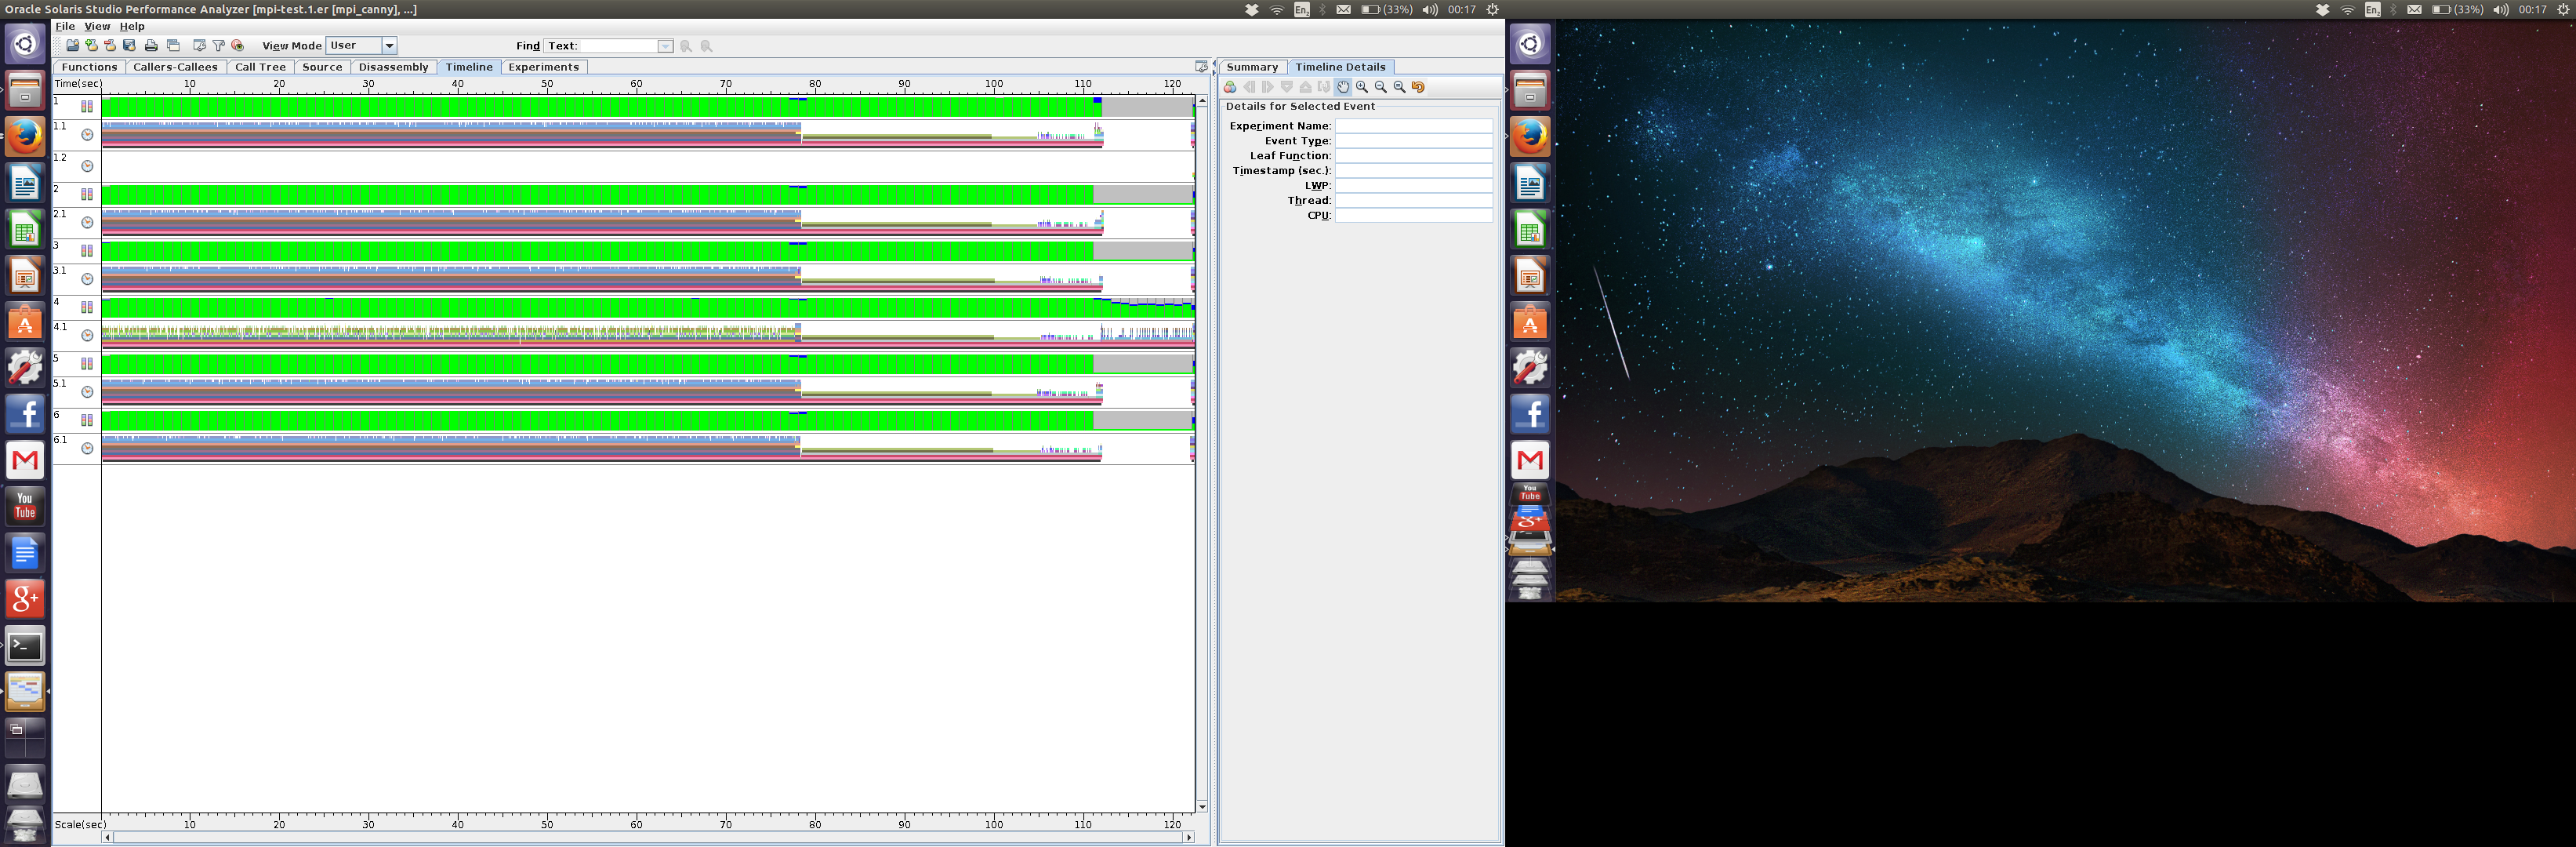 Oracle Solaris Studio Performance Analyzer [mpi-test.1.er [mpi_canny], ...]
En2 (33%) 00:17
En2 (33%) 00:17
File View Help
View Mode User Find Text:
Functions Callers-Callees Call Tree Source Disassembly Timeline Experiments
Summary Timeline Details
Time(sec) 10 20 30 40 50 60 70 80 90 100 110 120
1
1.1
1.2
2
2.1
3
3.1
4
4.1
5
5.1
6
6.1
Scale(sec) 10 20 30 40 50 60 70 80 90 100 110 120
Details for Selected Event
Experiment Name:
Event Type:
Leaf Function:
Timestamp (sec.):
LWP:
Thread:
CPU:
You
Tube
g+
You
Tube
g+